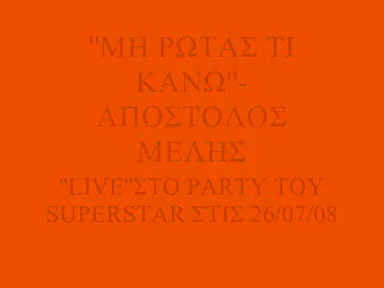 "ΜΗ ΡΩΤΑΣ ΤΙ
ΚΑΝΩ"-
ΑΠΟΣΤΟΛΟΣ
ΜΕΛΗΣ
"LIVE"ΣΤΟ PARTY ΤΟΥ
SUPERSTAR ΣΤΙΣ 26/07/08